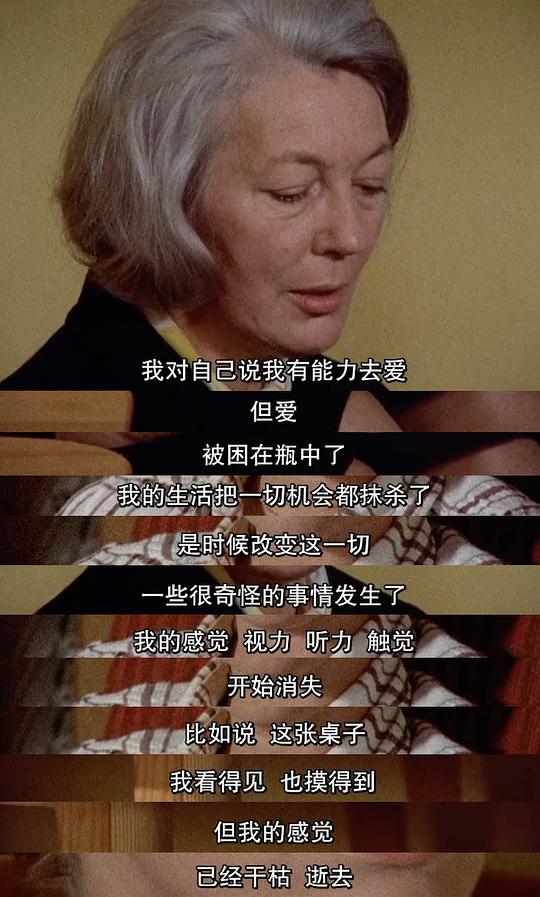 我对自己说我有能力去爱
但爱
被困在瓶中了
我的生活把一切机会都抹杀了
是时候改变这一切
一些很奇怪的事情发生了
我的感觉 视力 听力 触觉
开始消失
比如说 这张桌子
我看得见 也摸得到
但我的感觉
已经干枯 逝去